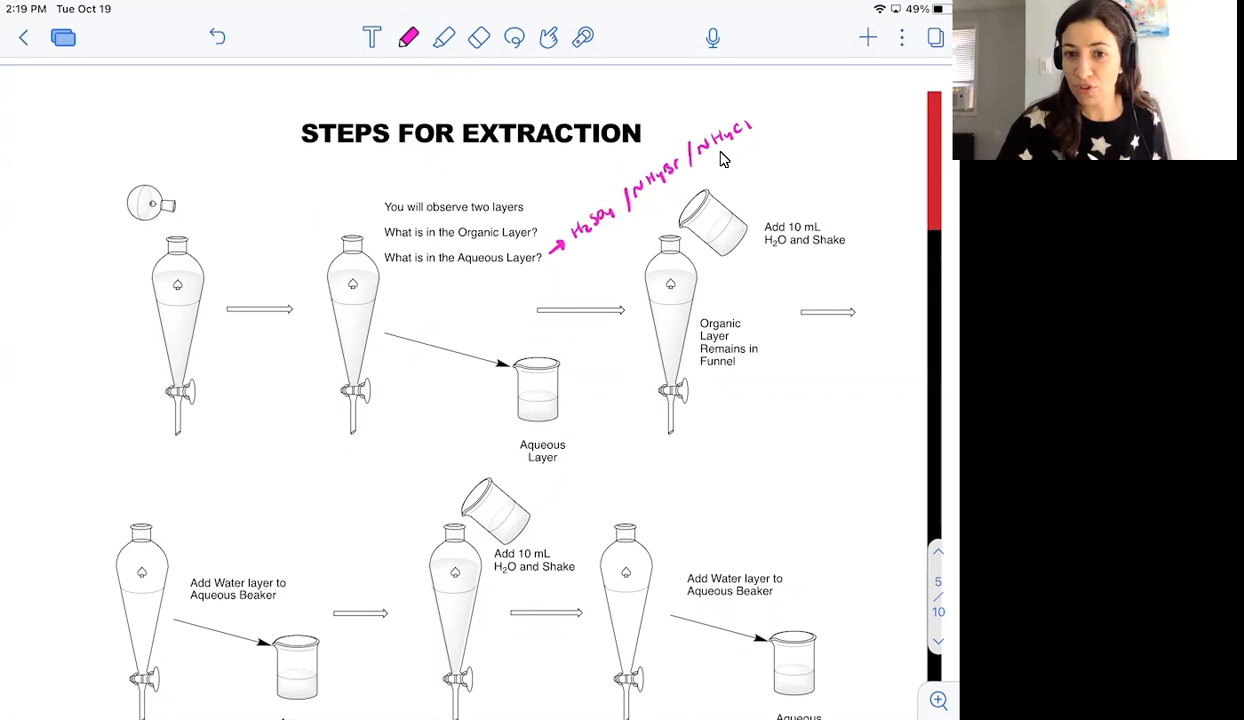 2:19 PM Tue Oct 19
49%
T
STEPS FOR EXTRACTION
You will observe two layers
What is in the Organic Layer?
What is in the Aqueous Layer?
→ H2SO4 / NH4Br / NH4Cl
Add 10 mL
H2O and Shake
Organic
Layer
Remains in
Funnel
Aqueous
Layer
Add Water layer to
Aqueous Beaker
Add 10 mL
H2O and Shake
Add Water layer to
Aqueous Beaker
Aqueous
5
/
10